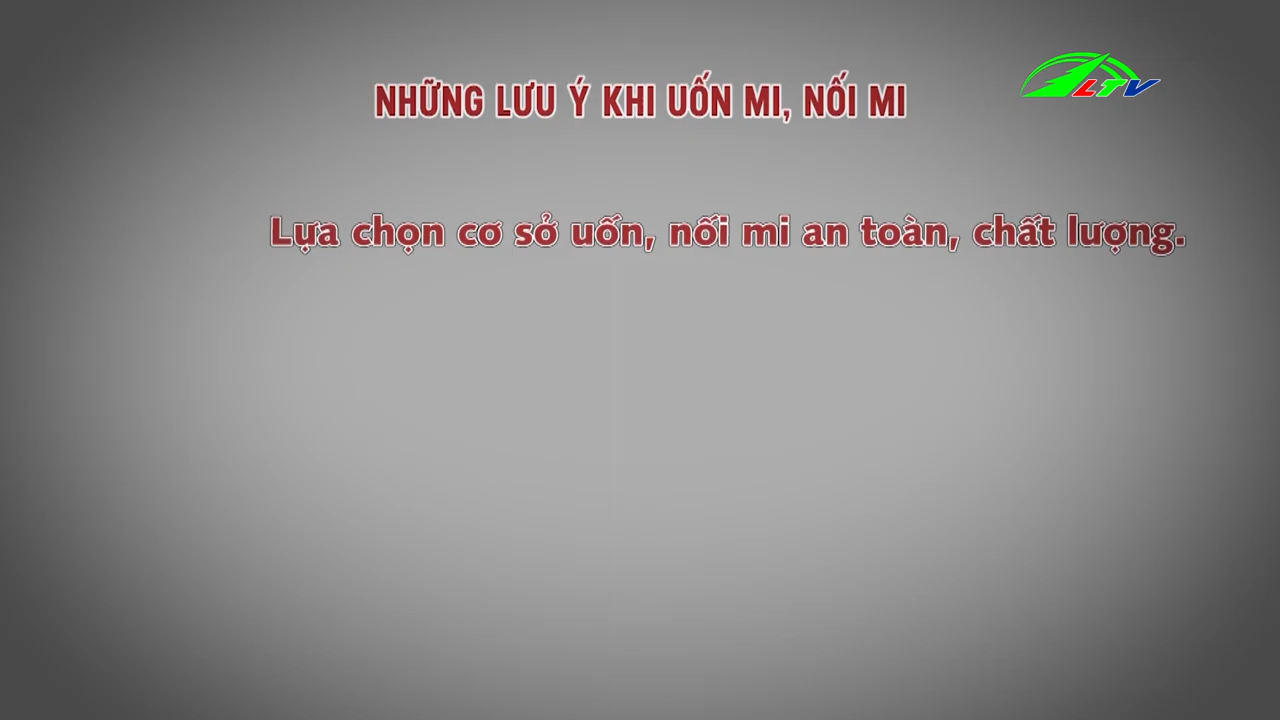 LTV
NHỮNG LƯU Ý KHI UỐN MI, NỐI MI
Lựa chọn cơ sở uốn, nối mi an toàn, chất lượng.